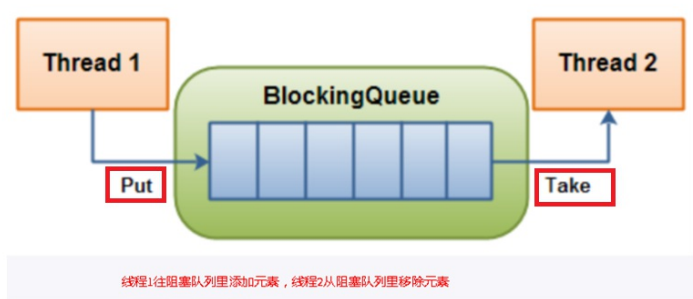 Thread 1
Thread 2
BlockingQueue
Put
Take
线程1往阻塞队列里添加元素，线程2从阻塞队列里移除元素